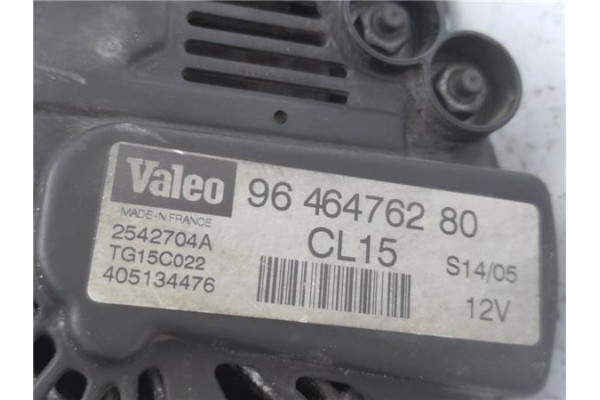 Valeo 96 464762 80
MADE IN FRANCE
2542704A CL15 S14/05
TG15C022
405134476 12V